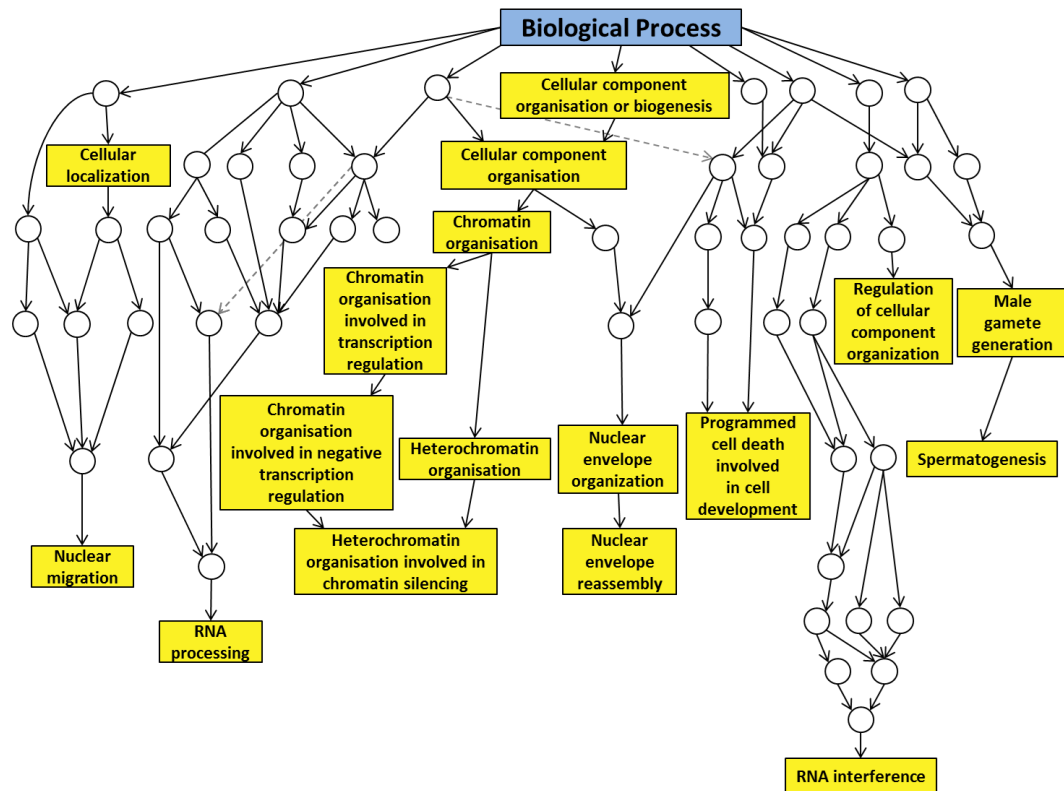 Biological Process
Cellular component
organisation or biogenesis
Cellular
localization
Cellular component
organisation
Chromatin
organisation
Chromatin
organisation
involved in
transcription
regulation
Regulation
of cellular
component
organization
Male
gamete
generation
Chromatin
organisation
involved in negative
transcription
regulation
Heterochromatin
organisation
Nuclear
envelope
organization
Programmed
cell death
involved
in cell
development
Spermatogenesis
Nuclear
migration
Heterochromatin
organisation involved in
chromatin silencing
Nuclear
envelope
reassembly
RNA
processing
RNA interference